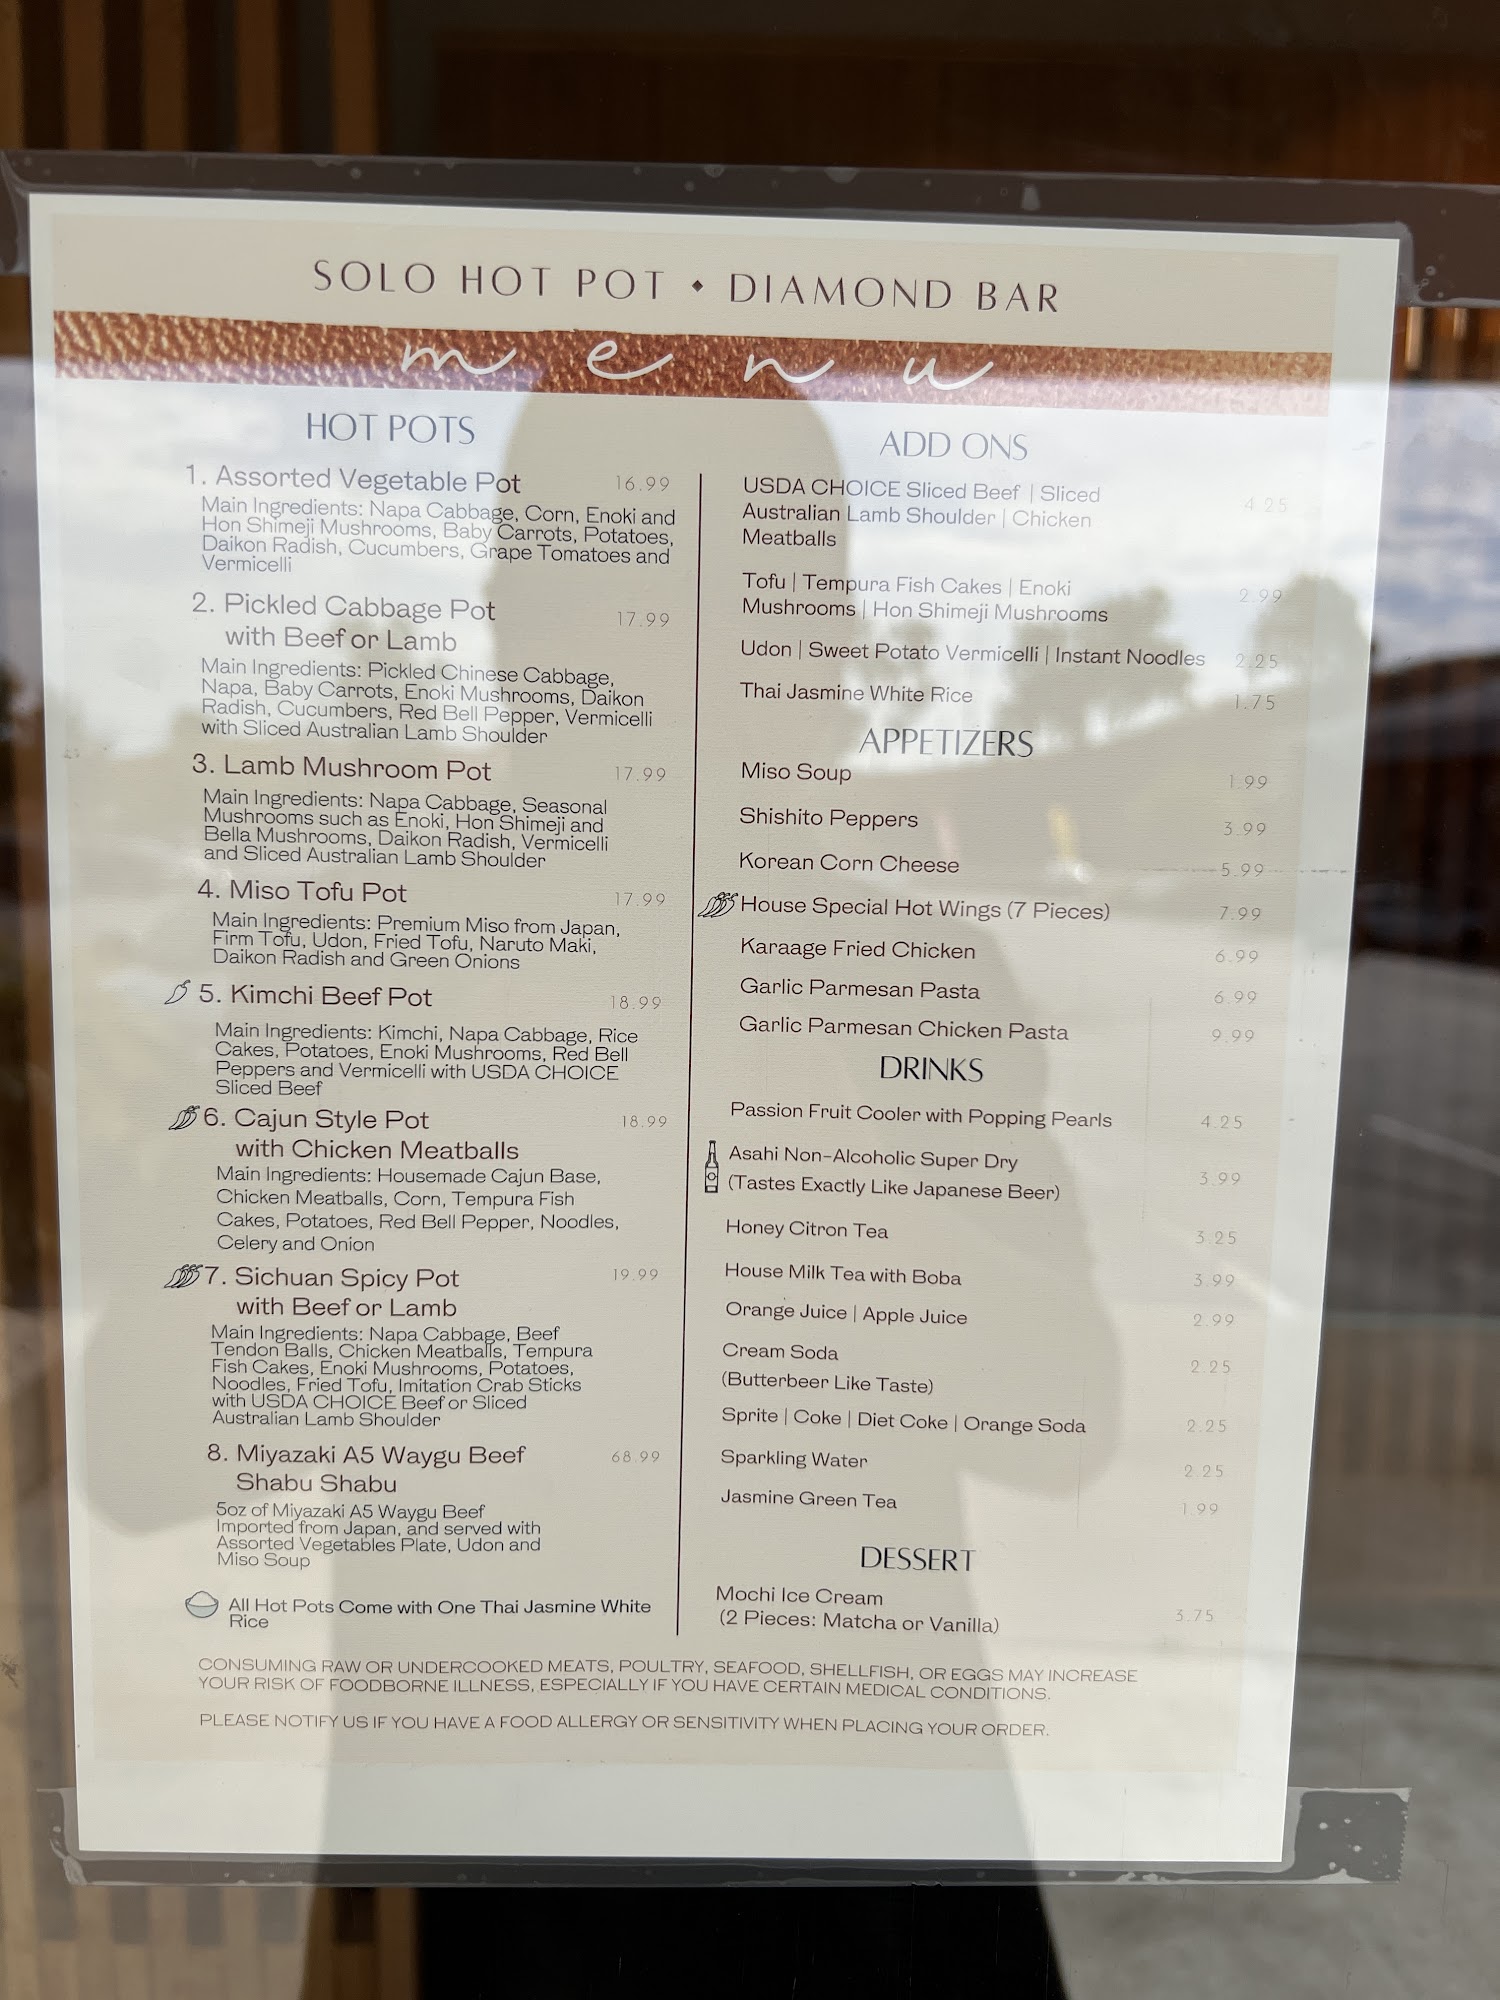 SOLO HOT POT • DIAMOND BAR
menu
HOT POTS
1. Assorted Vegetable Pot 16.99
Main Ingredients: Napa Cabbage, Corn, Enoki and
Hon Shimeji Mushrooms, Baby Carrots, Potatoes,
Daikon Radish, Cucumbers, Grape Tomatoes and
Vermicelli
2. Pickled Cabbage Pot 17.99
with Beef or Lamb
Main Ingredients: Pickled Chinese Cabbage,
Napa, Baby Carrots, Enoki Mushrooms, Daikon
Radish, Cucumbers, Red Bell Pepper, Vermicelli
with Sliced Australian Lamb Shoulder
3. Lamb Mushroom Pot 17.99
Main Ingredients: Napa Cabbage, Seasonal
Mushrooms such as Enoki, Hon Shimeji and
Bella Mushrooms, Daikon Radish, Vermicelli
and Sliced Australian Lamb Shoulder
4. Miso Tofu Pot 17.99
Main Ingredients: Premium Miso from Japan,
Firm Tofu, Udon, Fried Tofu, Naruto Maki,
Daikon Radish and Green Onions
5. Kimchi Beef Pot 18.99
Main Ingredients: Kimchi, Napa Cabbage, Rice
Cakes, Potatoes, Enoki Mushrooms, Red Bell
Peppers and Vermicelli with USDA CHOICE
Sliced Beef
6. Cajun Style Pot 18.99
with Chicken Meatballs
Main Ingredients: Housemade Cajun Base,
Chicken Meatballs, Corn, Tempura Fish
Cakes, Potatoes, Red Bell Pepper, Noodles,
Celery and Onion
7. Sichuan Spicy Pot 19.99
with Beef or Lamb
Main Ingredients: Napa Cabbage, Beef
Tendon Balls, Chicken Meatballs, Tempura
Fish Cakes, Enoki Mushrooms, Potatoes,
Noodles, Fried Tofu, Imitation Crab Sticks
with USDA CHOICE Beef or Sliced
Australian Lamb Shoulder
8. Miyazaki A5 Waygu Beef 68.99
Shabu Shabu
5oz of Miyazaki A5 Waygu Beef
Imported from Japan, and served with
Assorted Vegetables Plate, Udon and
Miso Soup
All Hot Pots Come with One Thai Jasmine White
Rice
ADD ONS
USDA CHOICE Sliced Beef | Sliced 4.25
Australian Lamb Shoulder | Chicken
Meatballs
Tofu | Tempura Fish Cakes | Enoki 2.99
Mushrooms | Hon Shimeji Mushrooms
Udon | Sweet Potato Vermicelli | Instant Noodles 2.25
Thai Jasmine White Rice 1.75
APPETIZERS
Miso Soup 1.99
Shishito Peppers 3.99
Korean Corn Cheese 5.99
House Special Hot Wings (7 Pieces) 7.99
Karaage Fried Chicken 6.99
Garlic Parmesan Pasta 6.99
Garlic Parmesan Chicken Pasta 9.99
DRINKS
Passion Fruit Cooler with Popping Pearls 4.25
Asahi Non-Alcoholic Super Dry 3.99
(Tastes Exactly Like Japanese Beer)
Honey Citron Tea 3.25
House Milk Tea with Boba 3.99
Orange Juice | Apple Juice 2.99
Cream Soda 2.25
(Butterbeer Like Taste)
Sprite | Coke | Diet Coke | Orange Soda 2.25
Sparkling Water 2.25
Jasmine Green Tea 1.99
DESSERT
Mochi Ice Cream 3.75
(2 Pieces: Matcha or Vanilla)
CONSUMING RAW OR UNDERCOOKED MEATS, POULTRY, SEAFOOD, SHELLFISH, OR EGGS MAY INCREASE
YOUR RISK OF FOODBORNE ILLNESS, ESPECIALLY IF YOU HAVE CERTAIN MEDICAL CONDITIONS.
PLEASE NOTIFY US IF YOU HAVE A FOOD ALLERGY OR SENSITIVITY WHEN PLACING YOUR ORDER.